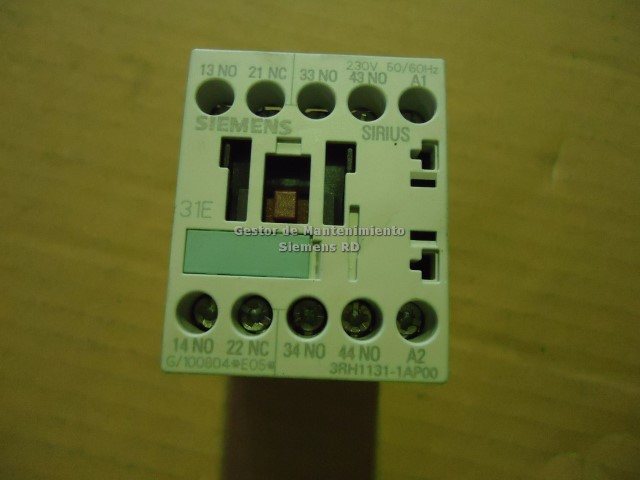 230V 50/60Hz
13 NO 21 NC 33 NO 43 NO A1
SIEMENS SIRIUS
31E
Gestor de Mantenimiento
Siemens RD
14 NO 22 NC 34 NO 44 NO A2
G/100804*E05* 3RH1131-1AP00